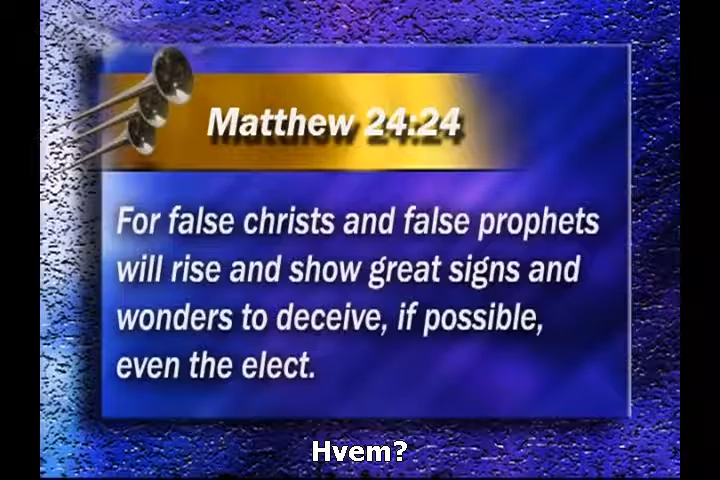 Matthew 24:24
For false christs and false prophets
will rise and show great signs and
wonders to deceive, if possible,
even the elect.
Hvem?